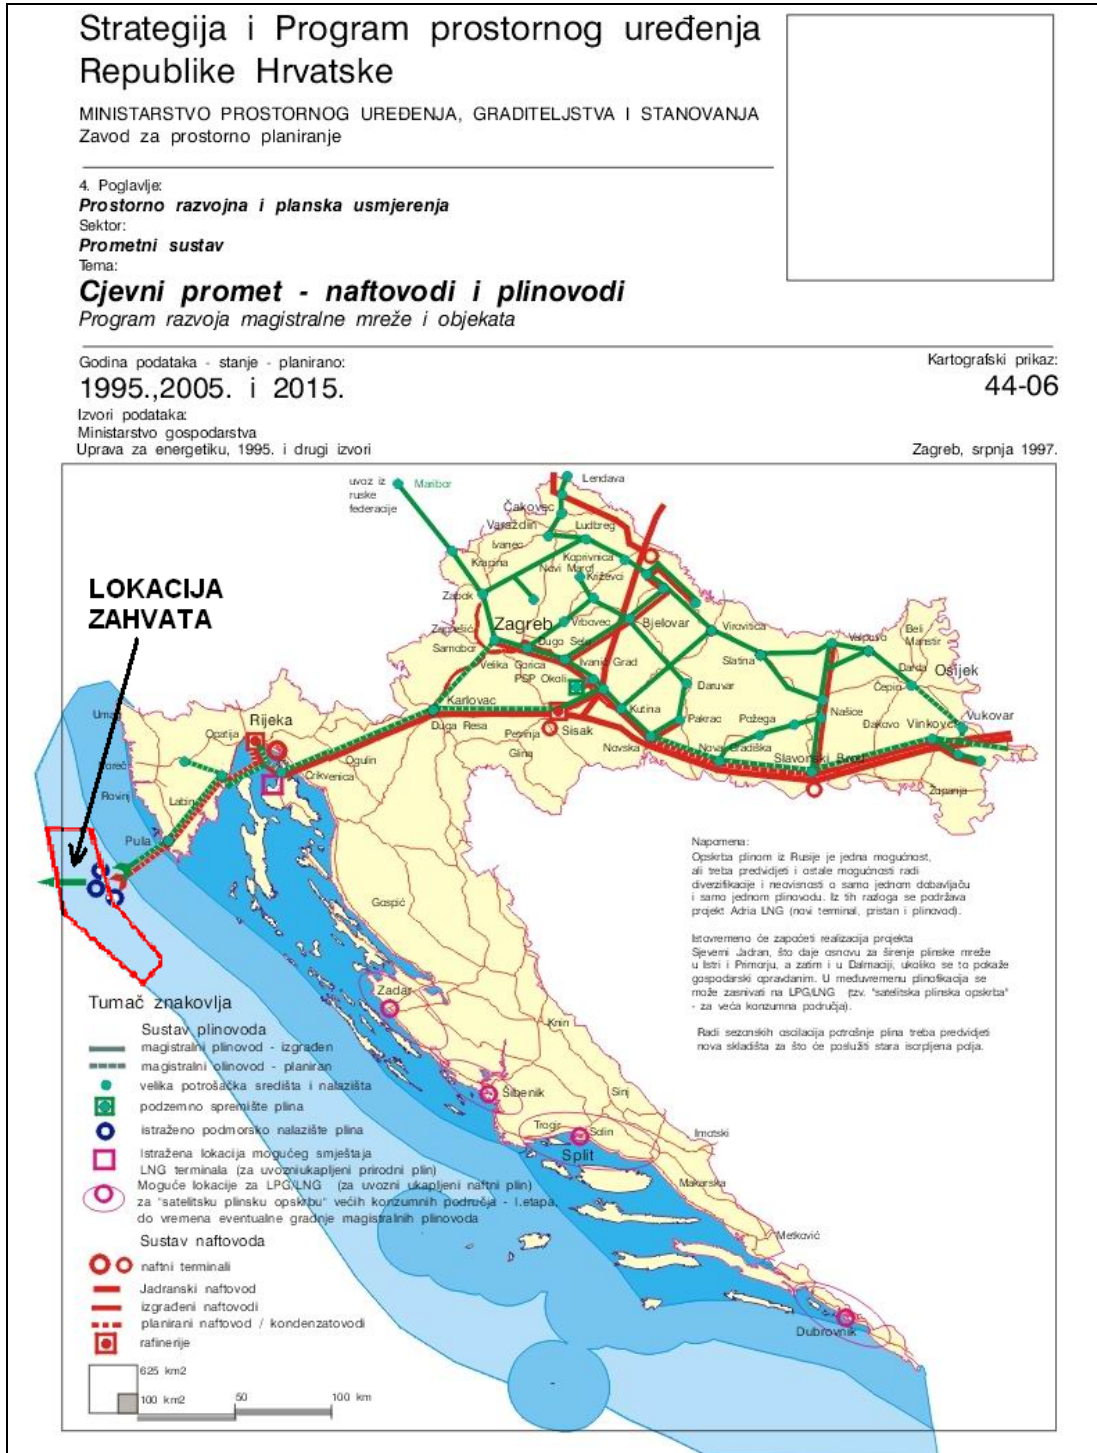 Strategija i Program prostornog uređenja
Republike Hrvatske
MINISTARSTVO PROSTORNOG UREĐENJA, GRADITELJSTVA I STANOVANJA
Zavod za prostorno planiranje
4. Poglavlje:
Prostorno razvojna i planska usmjerenja
Sektor:
Prometni sustav
Tema:
Cjevni promet - naftovodi i plinovodi
Program razvoja magistralne mreže i objekata
Godina podataka - stanje - planirano:
1995.,2005. i 2015.
Izvori podataka:
Ministarstvo gospodarstva
Uprava za energetiku, 1995. i drugi izvori
Kartografski prikaz:
44-06
Zagreb, srpnja 1997.
uvoz iz
ruske
federacije
Maribor
Lendava
Čakovec
Varaždin
Ludbreg
Ivanec
Koprivnica
Krapina
Novi Marof
Križevci
Zabok
LOKACIJA
ZAHVATA
Zagreb
Vrbovec
Bjelovar
Virovitica
Zaprešić
Samobor
Dugo Selo
Velika Gorica
Ivanić Grad
PSP Okoli
Slatina
Valpovo
Beli
Manastir
Darda
Osijek
Čepin
Daruvar
Karlovac
Duga Resa
Kutina
Pakrac
Požega
Našice
Đakovo
Vinkovci
Vukovar
Petrinja
Sisak
Glina
Novska
Nova Gradiška
Slavonski Brod
Županja
Umag
Rijeka
Opatija
Ogulin
Crikvenica
Poreč
Rovinj
Labin
Pula
Gospić
Zadar
Knin
Šibenik
Sinj
Trogir
Solin
Imotski
Split
Makarska
Metković
Dubrovnik
Napomena:
Opskrba plinom iz Rusije je jedna mogućnost,
ali treba predvidjeti i ostale mogućnosti radi
diverzifikacije i neovisnosti o samo jednom dobavljaču
i samo jednom plinovodu. Iz tih razloga se podržava
projekt Adria LNG (novi terminal, pristan i plinovod).
Istovremeno će započeti realizacija projekta
Sjeverni Jadran, što daje osnovu za širenje plinske mreže
u Istri i Primorju, a zatim i u Dalmaciji, ukoliko se to pokaže
gospodarski opravdanim. U međuvremenu plinofikacija se
može zasnivati na LPG/LNG (tzv. "satelitska plinska opskrba"
- za veća konzumna područja).
Radi sezonskih oscilacija potrošnje plina treba predvidjeti
nova skladišta za što će poslužiti stara iscrpljena polja.
Tumač znakovlja
Sustav plinovoda
magistralni plinovod - izgrađen
magistralni plinovod - planiran
velika potrošačka središta i nalazišta
podzemno spremište plina
istraženo podmorsko nalazište plina
Istražena lokacija mogućeg smještaja
LNG terminala (za uvozniukapljeni prirodni plin)
Moguće lokacije za LPG/LNG (za uvozni ukapljeni naftni plin)
za "satelitsku plinsku opskrbu" većih konzumnih područja - I.etapa,
do vremena eventualne gradnje magistralnih plinovoda
Sustav naftovoda
naftni terminali
Jadranski naftovod
izgrađeni naftovodi
planirani naftovod / kondenzatovodi
rafinerije
625 km2
100 km2
50
100 km